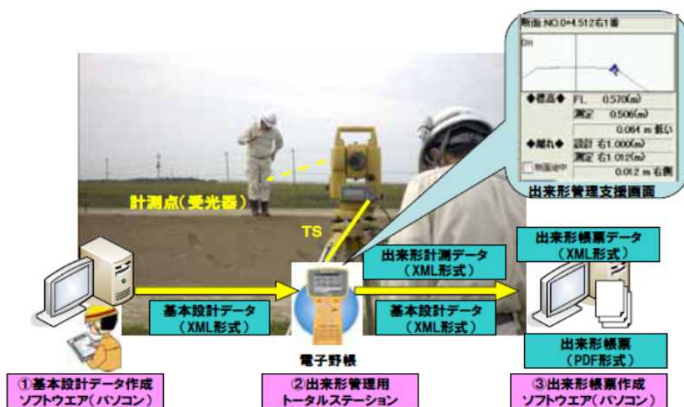 断面:NO.0+4.512右1番
0m
◆標高◆ FL 0.570(m)
測定 0.506(m)
0.064 m 低い
◆離れ◆ 設計 右1.000(m)
測定 右1.012(m)
0.012 m 右側
出来形管理支援画面
計測点(受光器)
TS
出来形計測データ
(XML形式)
出来形帳票データ
(XML形式)
基本設計データ
(XML形式)
基本設計データ
(XML形式)
電子野帳
出来形帳票
(PDF形式)
①基本設計データ作成
ソフトウエア(パソコン)
②出来形管理用
トータルステーション
③出来形帳票作成
ソフトウエア(パソコン)